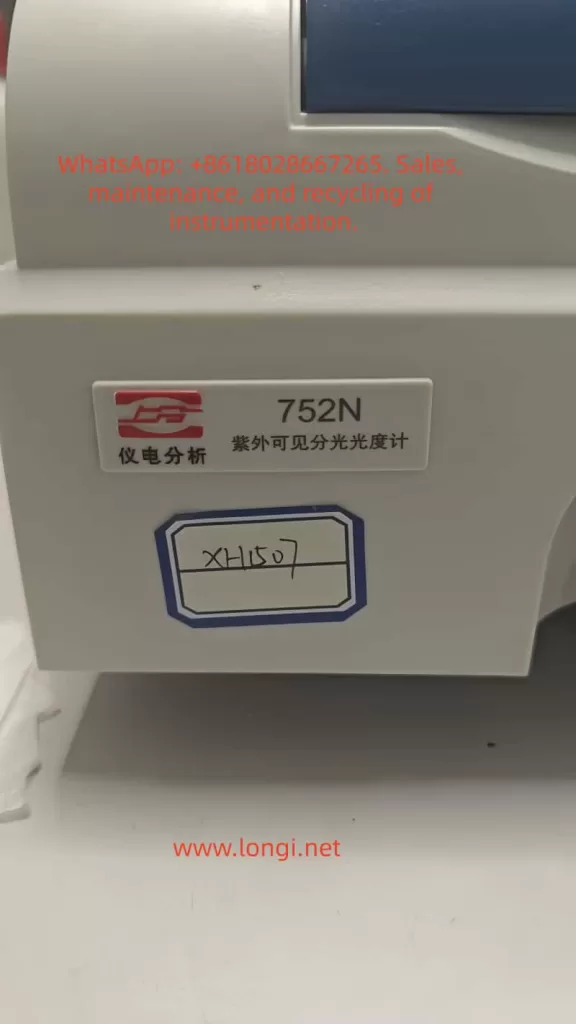 WhatsApp: +8618028667265. Sales,
maintenance, and recycling of
instrumentation.
752N
仪电分析
紫外可见分光光度计
XH1507
www.longi.net